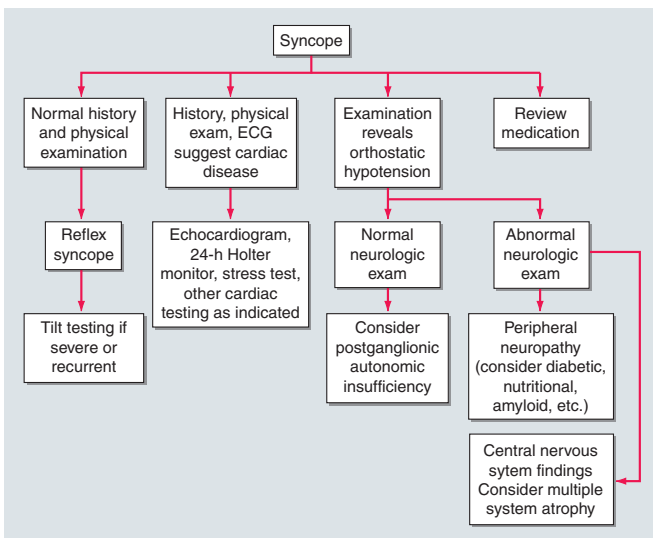 Syncope
Normal history
and physical
examination
History, physical
exam, ECG
suggest cardiac
disease
Examination
reveals
orthostatic
hypotension
Review
medication
Reflex
syncope
Echocardiogram,
24-h Holter
monitor, stress test,
other cardiac
testing as indicated
Normal
neurologic
exam
Abnormal
neurologic
exam
Tilt testing if
severe or
recurrent
Consider
postganglionic
autonomic
insufficiency
Peripheral
neuropathy
(consider diabetic,
nutritional,
amyloid, etc.)
Central nervous
sytem findings
Consider multiple
system atrophy